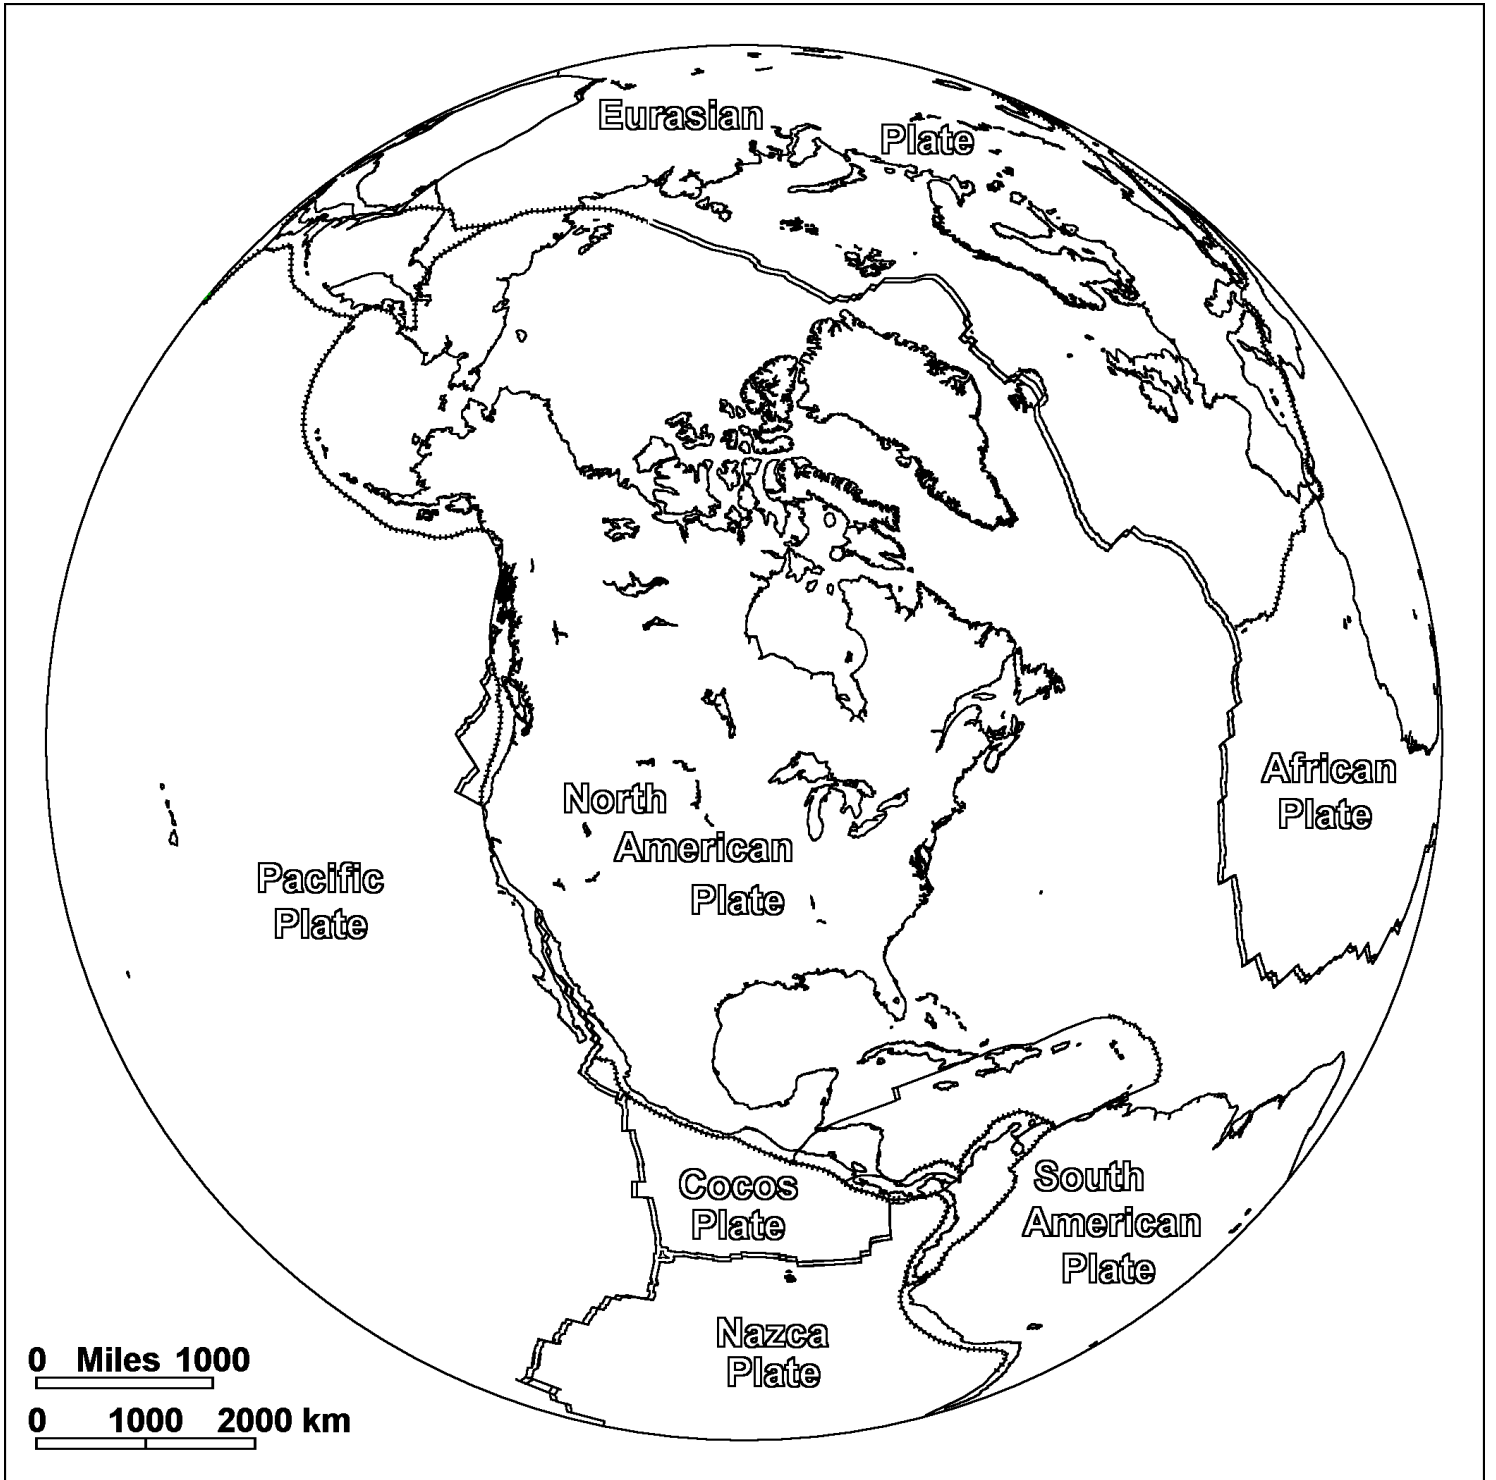 Eurasian
Plate
North
American
Plate
African
Plate
Pacific
Plate
Cocos
Plate
South
American
Plate
Nazca
Plate
0 Miles 1000
0 1000 2000 km